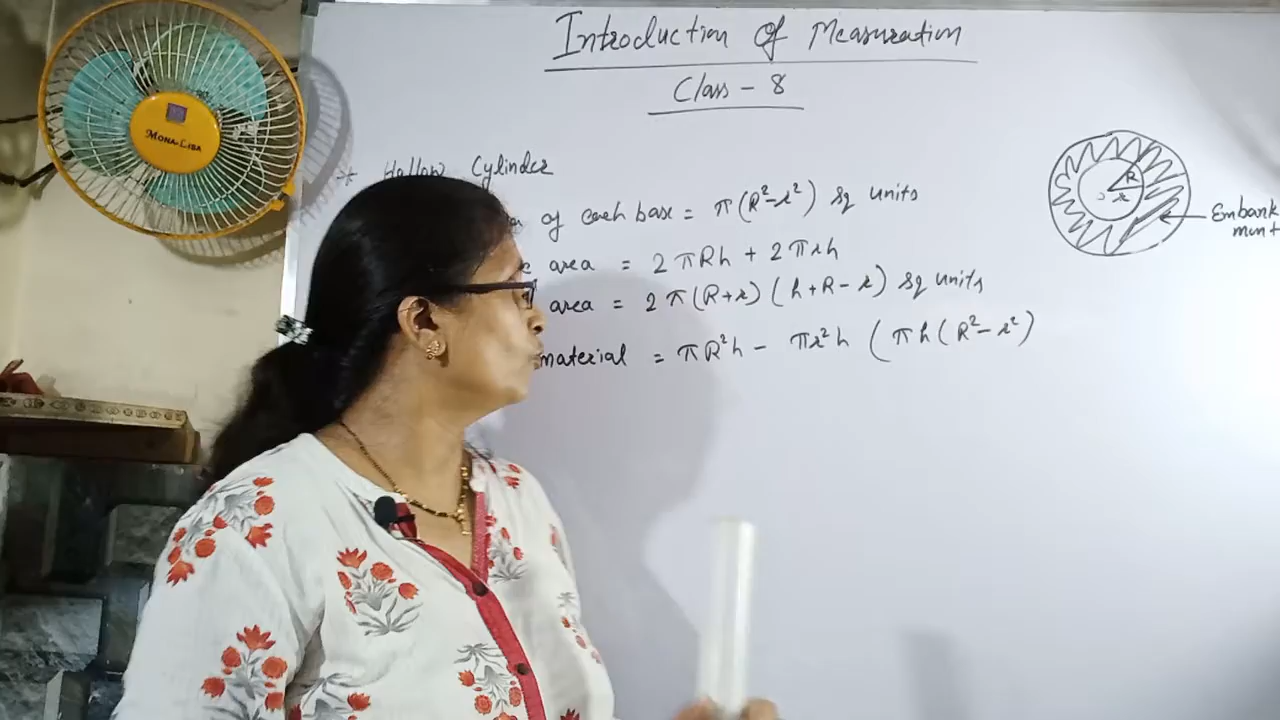 Introduction Of Measuration
Class - 8
MONA-LISA
* Hollow Cylinder
of each base = π(R²-r²) sq units
area = 2πRh + 2πrh
area = 2π(R+r) (h+R-r) sq units
material = πR²h - πr²h (πh(R²-r²)
R
r
Embank
ment